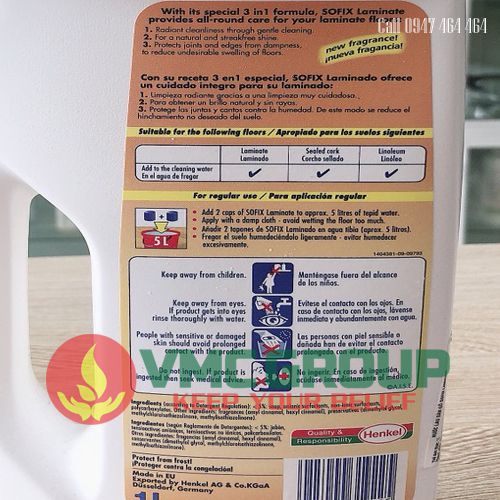 Call 0947 464 464
With its special 3 in 1 formula, SOFIX Laminate
provides all-round care for your laminate floor:
1. Radiant cleanliness through gentle cleaning.
2. For a natural and streakfree shine.
3. Protects joints and edges from dampness,
to reduce undesirable swelling of floors.
new fragrance!
¡nueva fragancia!
Con su receta 3 en 1 especial, SOFIX Laminado ofrece
un cuidado íntegro para su laminado:
1. Limpieza radiante gracias a una limpieza muy cuidadosa.
2. Para obtener un brillo natural y sin rayas.
3. Protege las juntas y cantos contra la humedad. De este modo se reduce el
hinchamiento no deseado del suelo.
Suitable for the following floors / Apropiado para los suelos siguientes
Laminate
Laminado
Sealed cork
Corcho sellado
Linoleum
Linóleo
Add to the cleaning water
En el agua de fregar
For regular use / Para aplicación regular
5 L
• Add 2 caps of SOFIX Laminate to approx. 5 litres of tepid water.
• Apply with a damp cloth - avoid wetting the floor too much.
• Añadir 2 tapones de SOFIX Laminado en agua tibia (aprox. 5 litros).
• Fregar el suelo humedeciéndolo ligeramente - evitar humedecer
excesivamente.
Keep away from children.
Manténgase fuera del alcance
de los niños.
Keep away from eyes.
If product gets into eyes
rinse thoroughly with water.
Evítese el contacto con los ojos. En
caso de contacto con los ojos, lávense
inmediata y abundantemente con agua.
People with sensitive or damaged
skin should avoid prolonged
contact with the
Las personas con piel sensible o
dañada han de evitar el contacto
prolongado con el producto.
Do not ingest. If product is
ingested then seek medical advice.
No ingerir. En caso de ingestión,
acúdase al tratamiento médico.
©A.I.S.E.
VMCGROUP
KEEP YOUR BELIEF
Quality &
Responsibility
Henkel
Protect from frost!
¡Proteger contra la congelación!
Made in EU
Exported by Henkel AG & Co.KGaA
Düsseldorf, Germany
1L